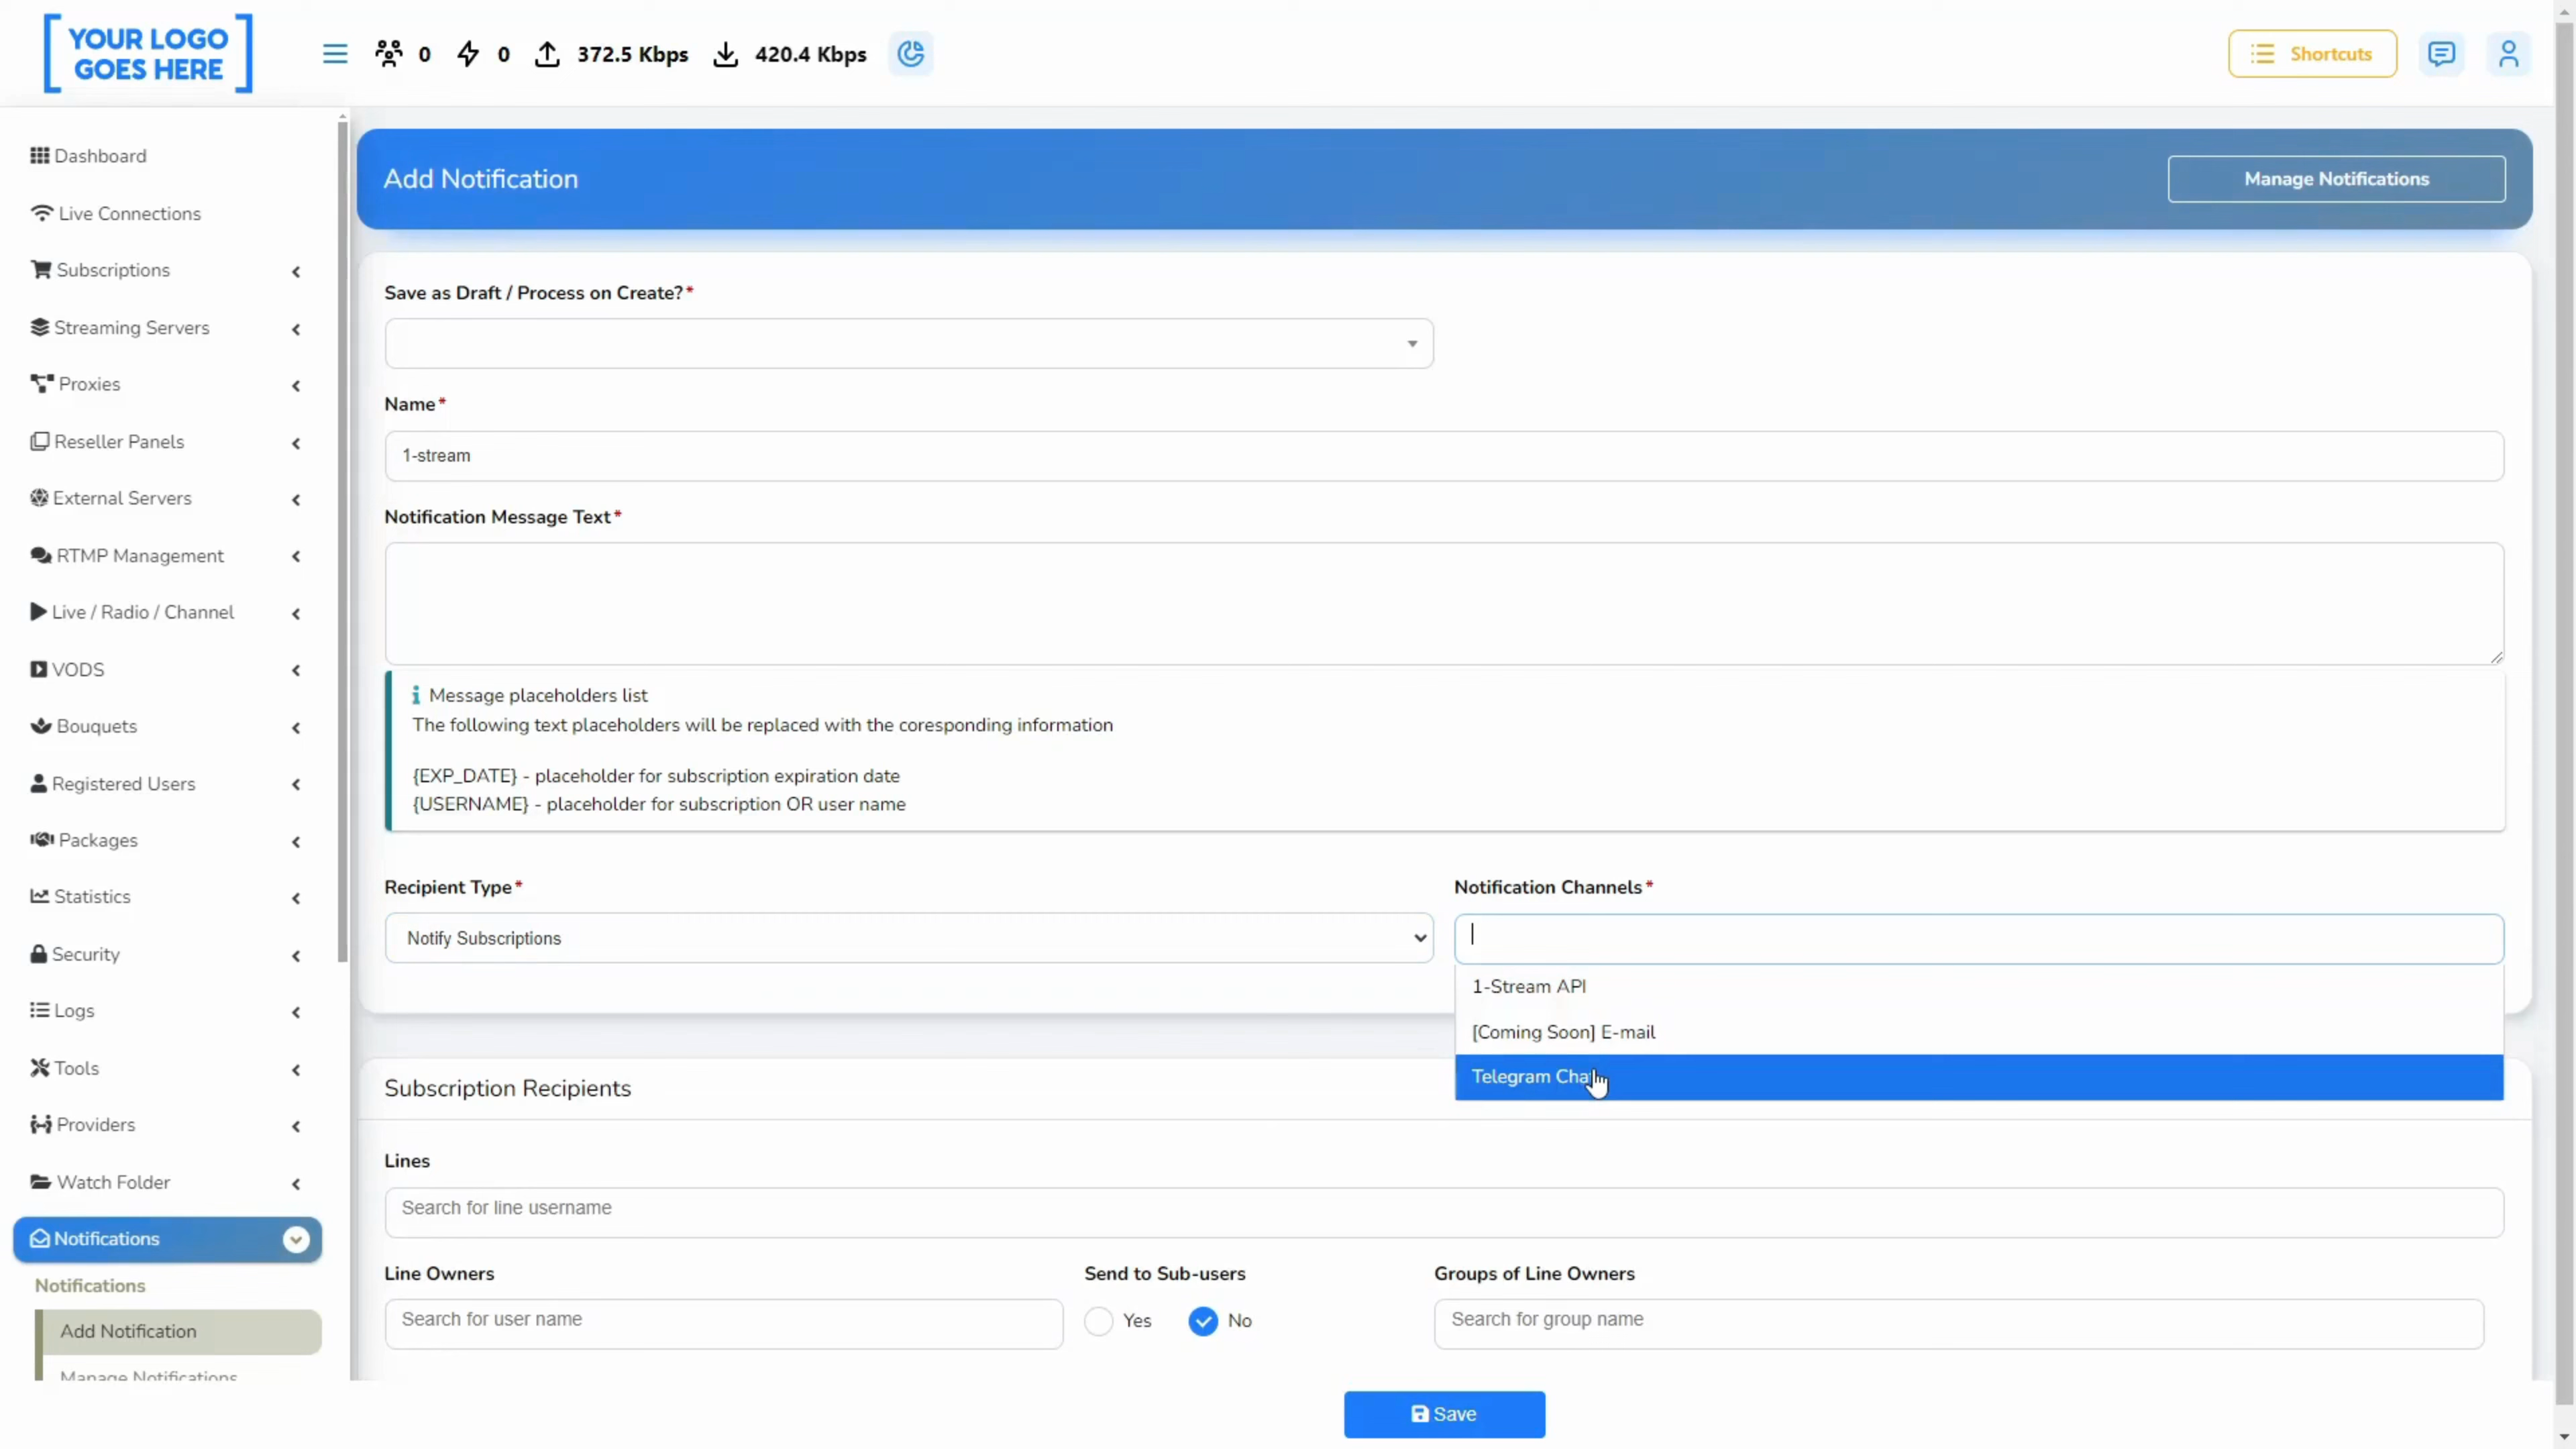 YOUR LOGO
GOES HERE
0
0
372.5 Kbps
420.4 Kbps
Shortcuts
Dashboard
Live Connections
Subscriptions
Streaming Servers
Proxies
Reseller Panels
External Servers
RTMP Management
Live / Radio / Channel
VODS
Bouquets
Registered Users
Packages
Statistics
Security
Logs
Tools
Providers
Watch Folder
Notifications
Notifications
Add Notification
Manage Notifications
Add Notification
Manage Notifications
Save as Draft / Process on Create?*
Name*
1-stream
Notification Message Text*
Message placeholders list
The following text placeholders will be replaced with the coresponding information
{EXP_DATE} - placeholder for subscription expiration date
{USERNAME} - placeholder for subscription OR user name
Recipient Type*
Notify Subscriptions
Notification Channels*
1-Stream API
[Coming Soon] E-mail
Telegram
Subscription Recipients
Lines
Search for line username
Line Owners
Search for user name
Send to Sub-users
Yes
No
Groups of Line Owners
Search for group name
Save